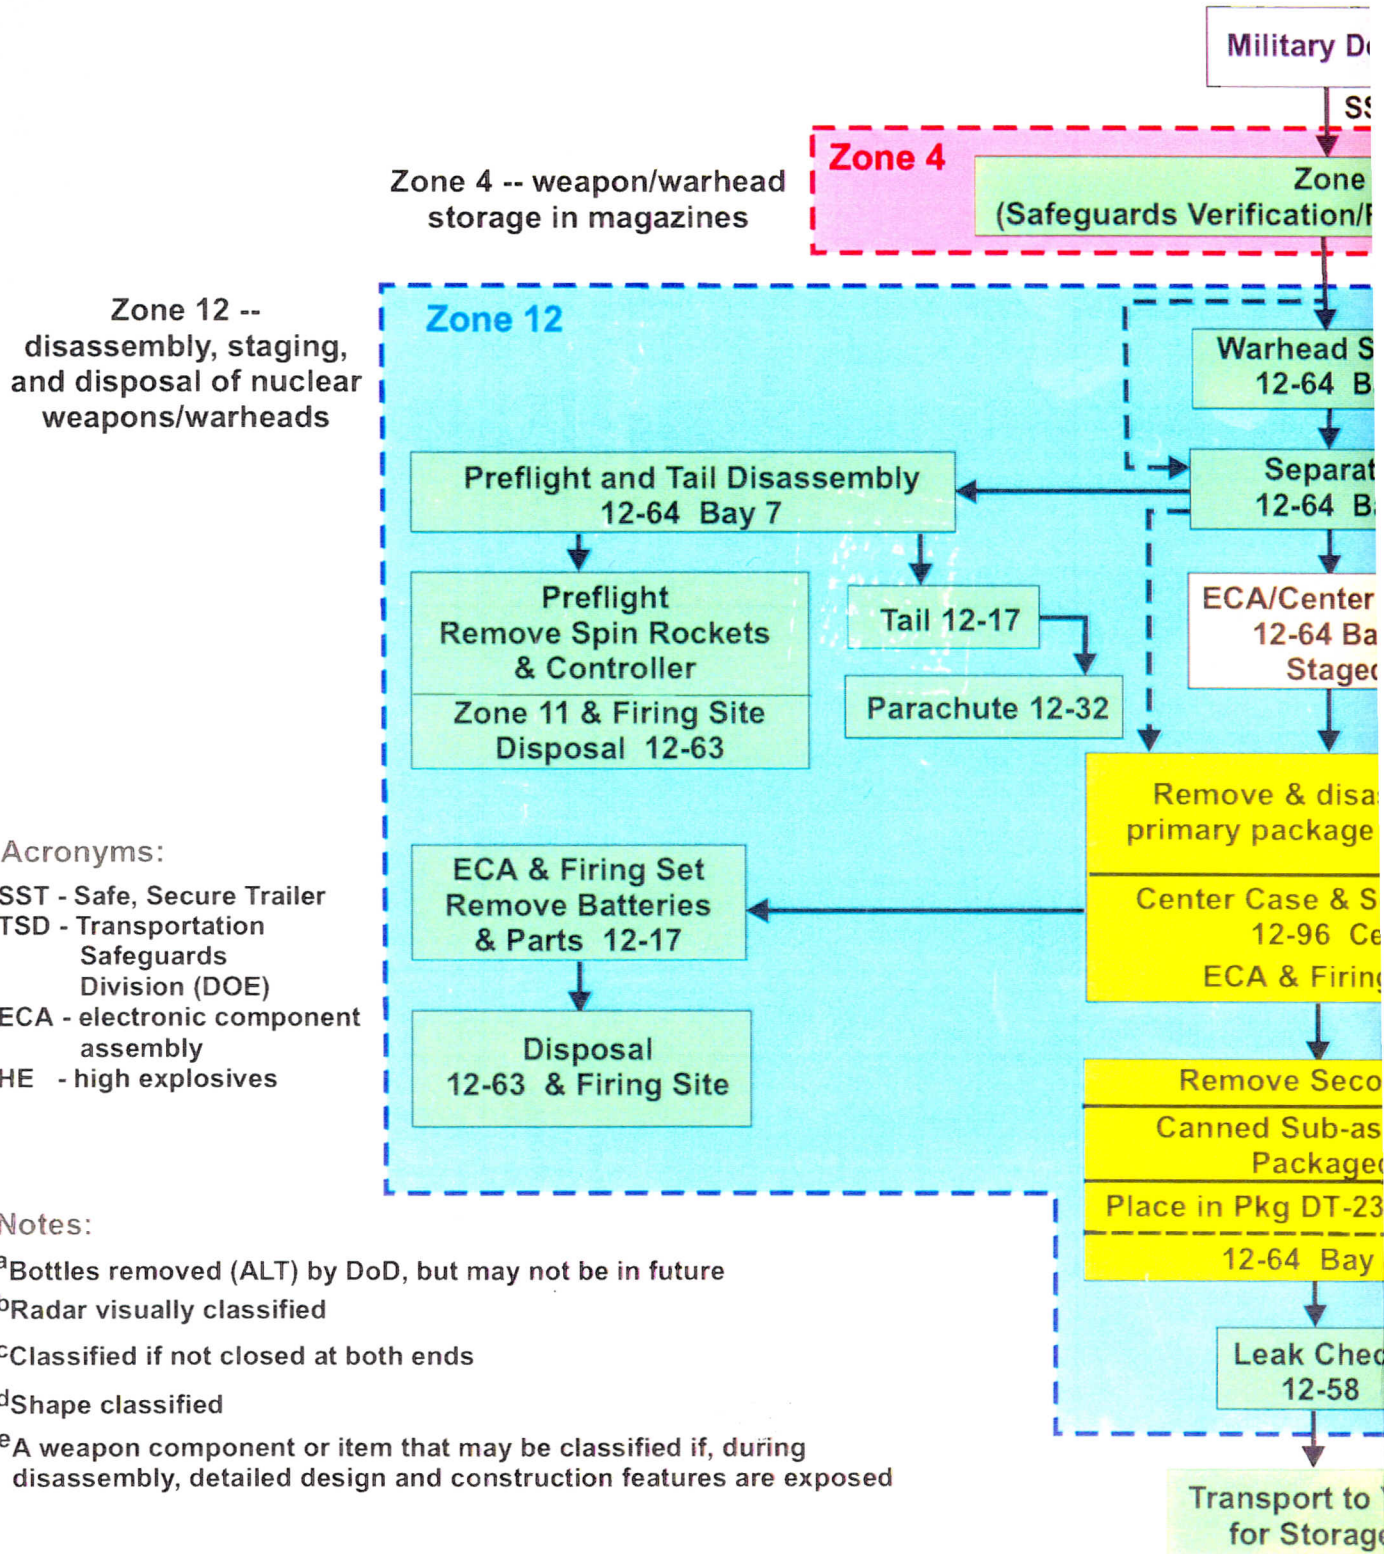 Military
Zone 4
Zone 4 -- weapon/warhead
storage in magazines
Zone
(Safeguards Verification/
Zone 12 --
disassembly, staging,
and disposal of nuclear
weapons/warheads
Zone 12
Warhead S
12-64 B
Separat
12-64 B
Preflight and Tail Disassembly
12-64 Bay 7
Preflight
Remove Spin Rockets
& Controller
Zone 11 & Firing Site
Disposal 12-63
Tail 12-17
Parachute 12-32
ECA/Center
12-64 Ba
Staged
Remove & disa
primary package
Center Case & S
12-96 Ce
ECA & Firing
ECA & Firing Set
Remove Batteries
& Parts 12-17
Disposal
12-63 & Firing Site
Remove Seco
Canned Sub-as
Packaged
Place in Pkg DT-23
12-64 Bay
Leak Chec
12-58
Transport to
for Storage
Acronyms:
SST - Safe, Secure Trailer
TSD - Transportation
Safeguards
Division (DOE)
ECA - electronic component
assembly
HE - high explosives
Notes:
aBottles removed (ALT) by DoD, but may not be in future
bRadar visually classified
cClassified if not closed at both ends
dShape classified
eA weapon component or item that may be classified if, during
disassembly, detailed design and construction features are exposed